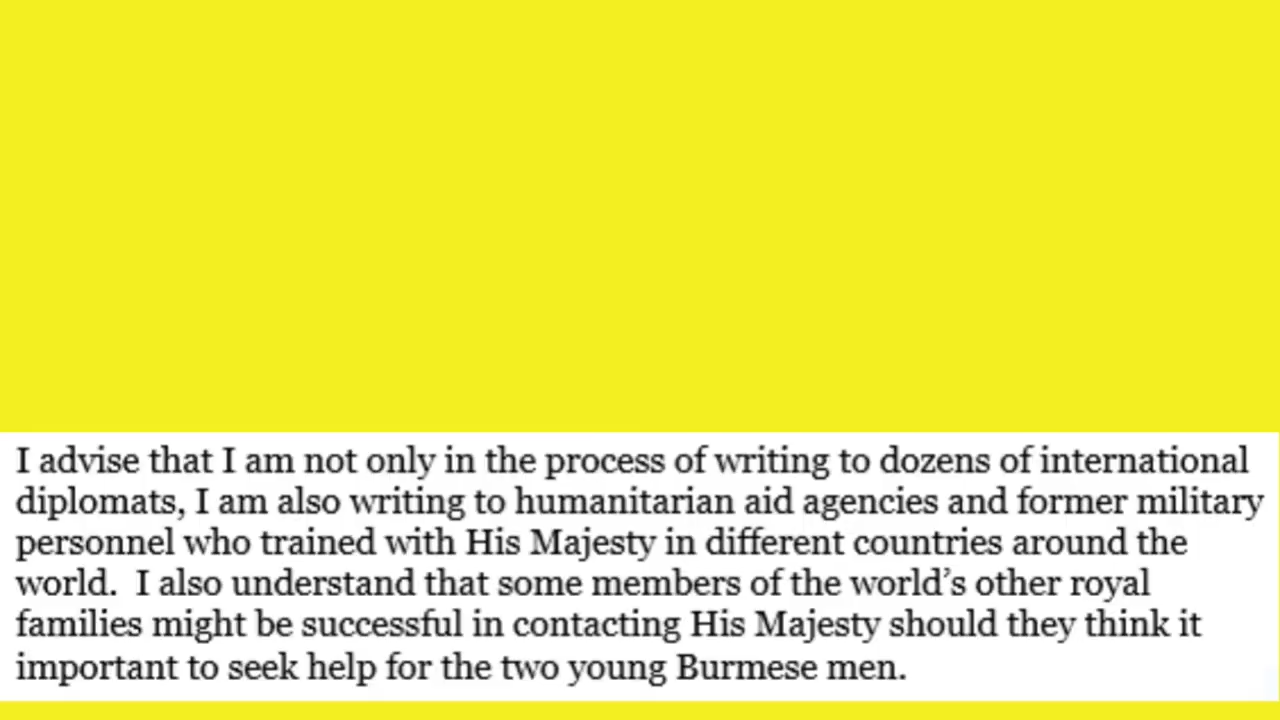 I advise that I am not only in the process of writing to dozens of international
diplomats, I am also writing to humanitarian aid agencies and former military
personnel who trained with His Majesty in different countries around the
world.  I also understand that some members of the world’s other royal
families might be successful in contacting His Majesty should they think it
important to seek help for the two young Burmese men.